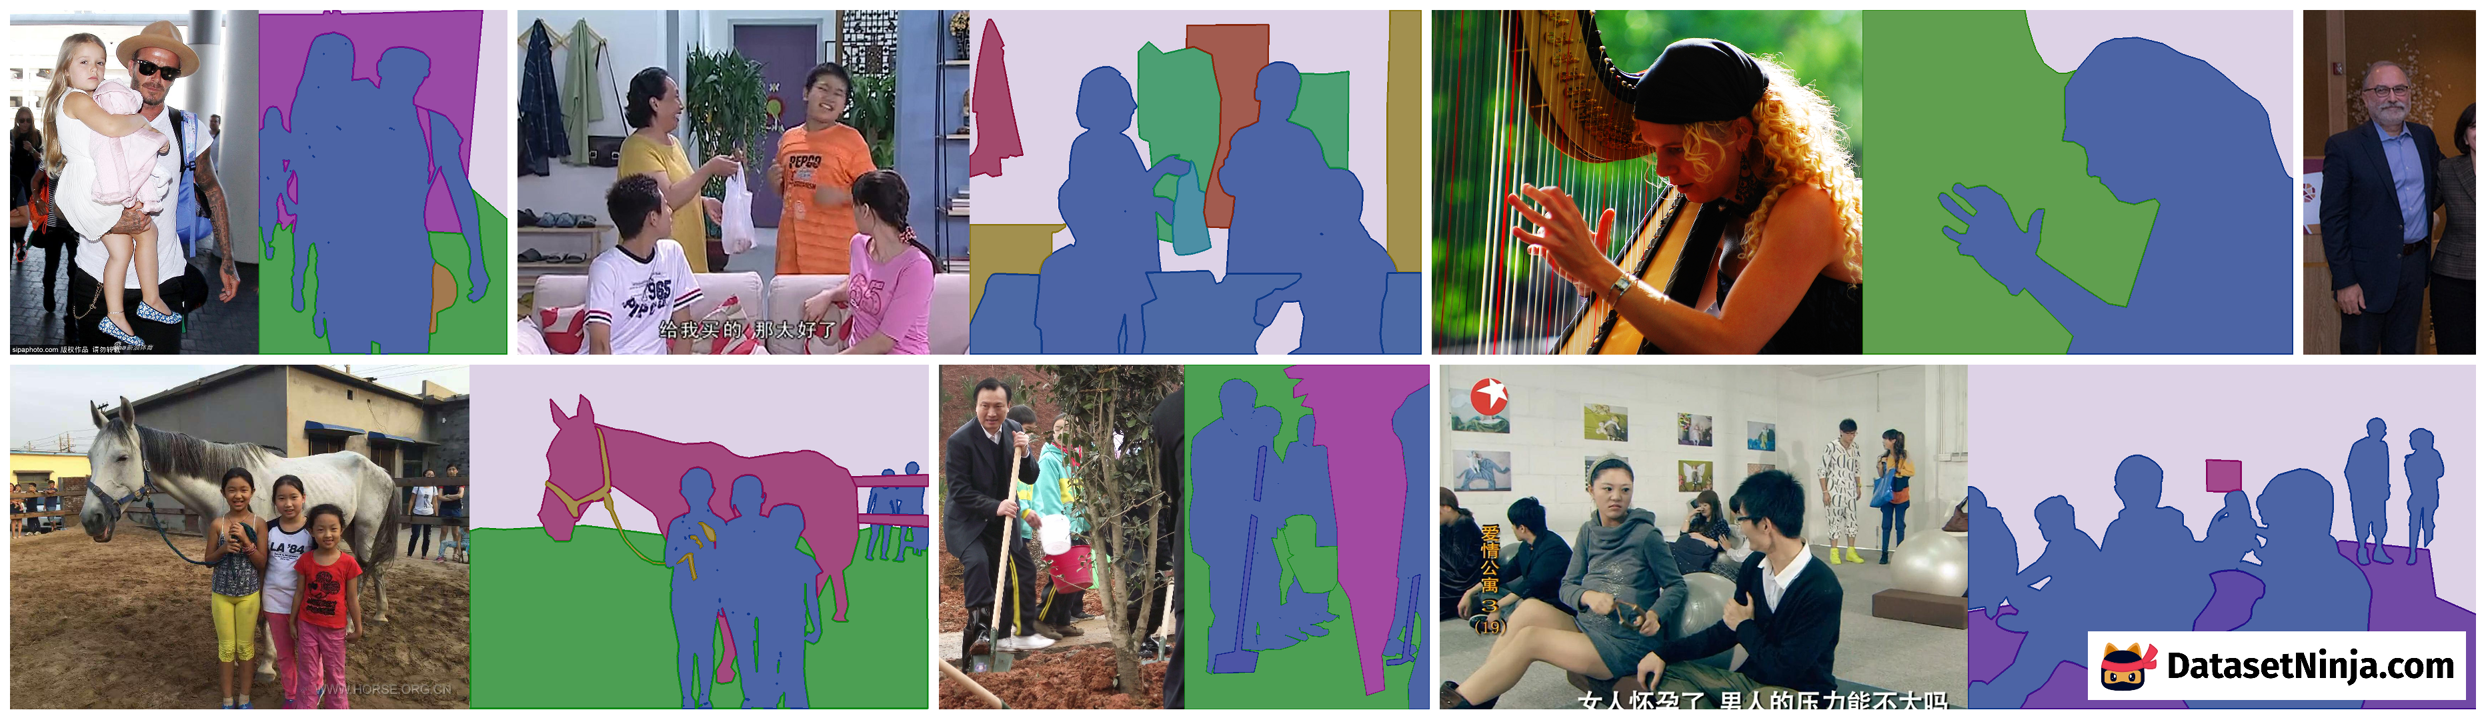 sipaphoto.com 版权作品 请勿转载
PEPCO
965
PIPCO
给我买的 那太好了
LA '84
WWW.HORSE.ORG.CN
爱情公寓
3
(19)
女人怀孕了 男人的压力能不大吗
DatasetNinja.com